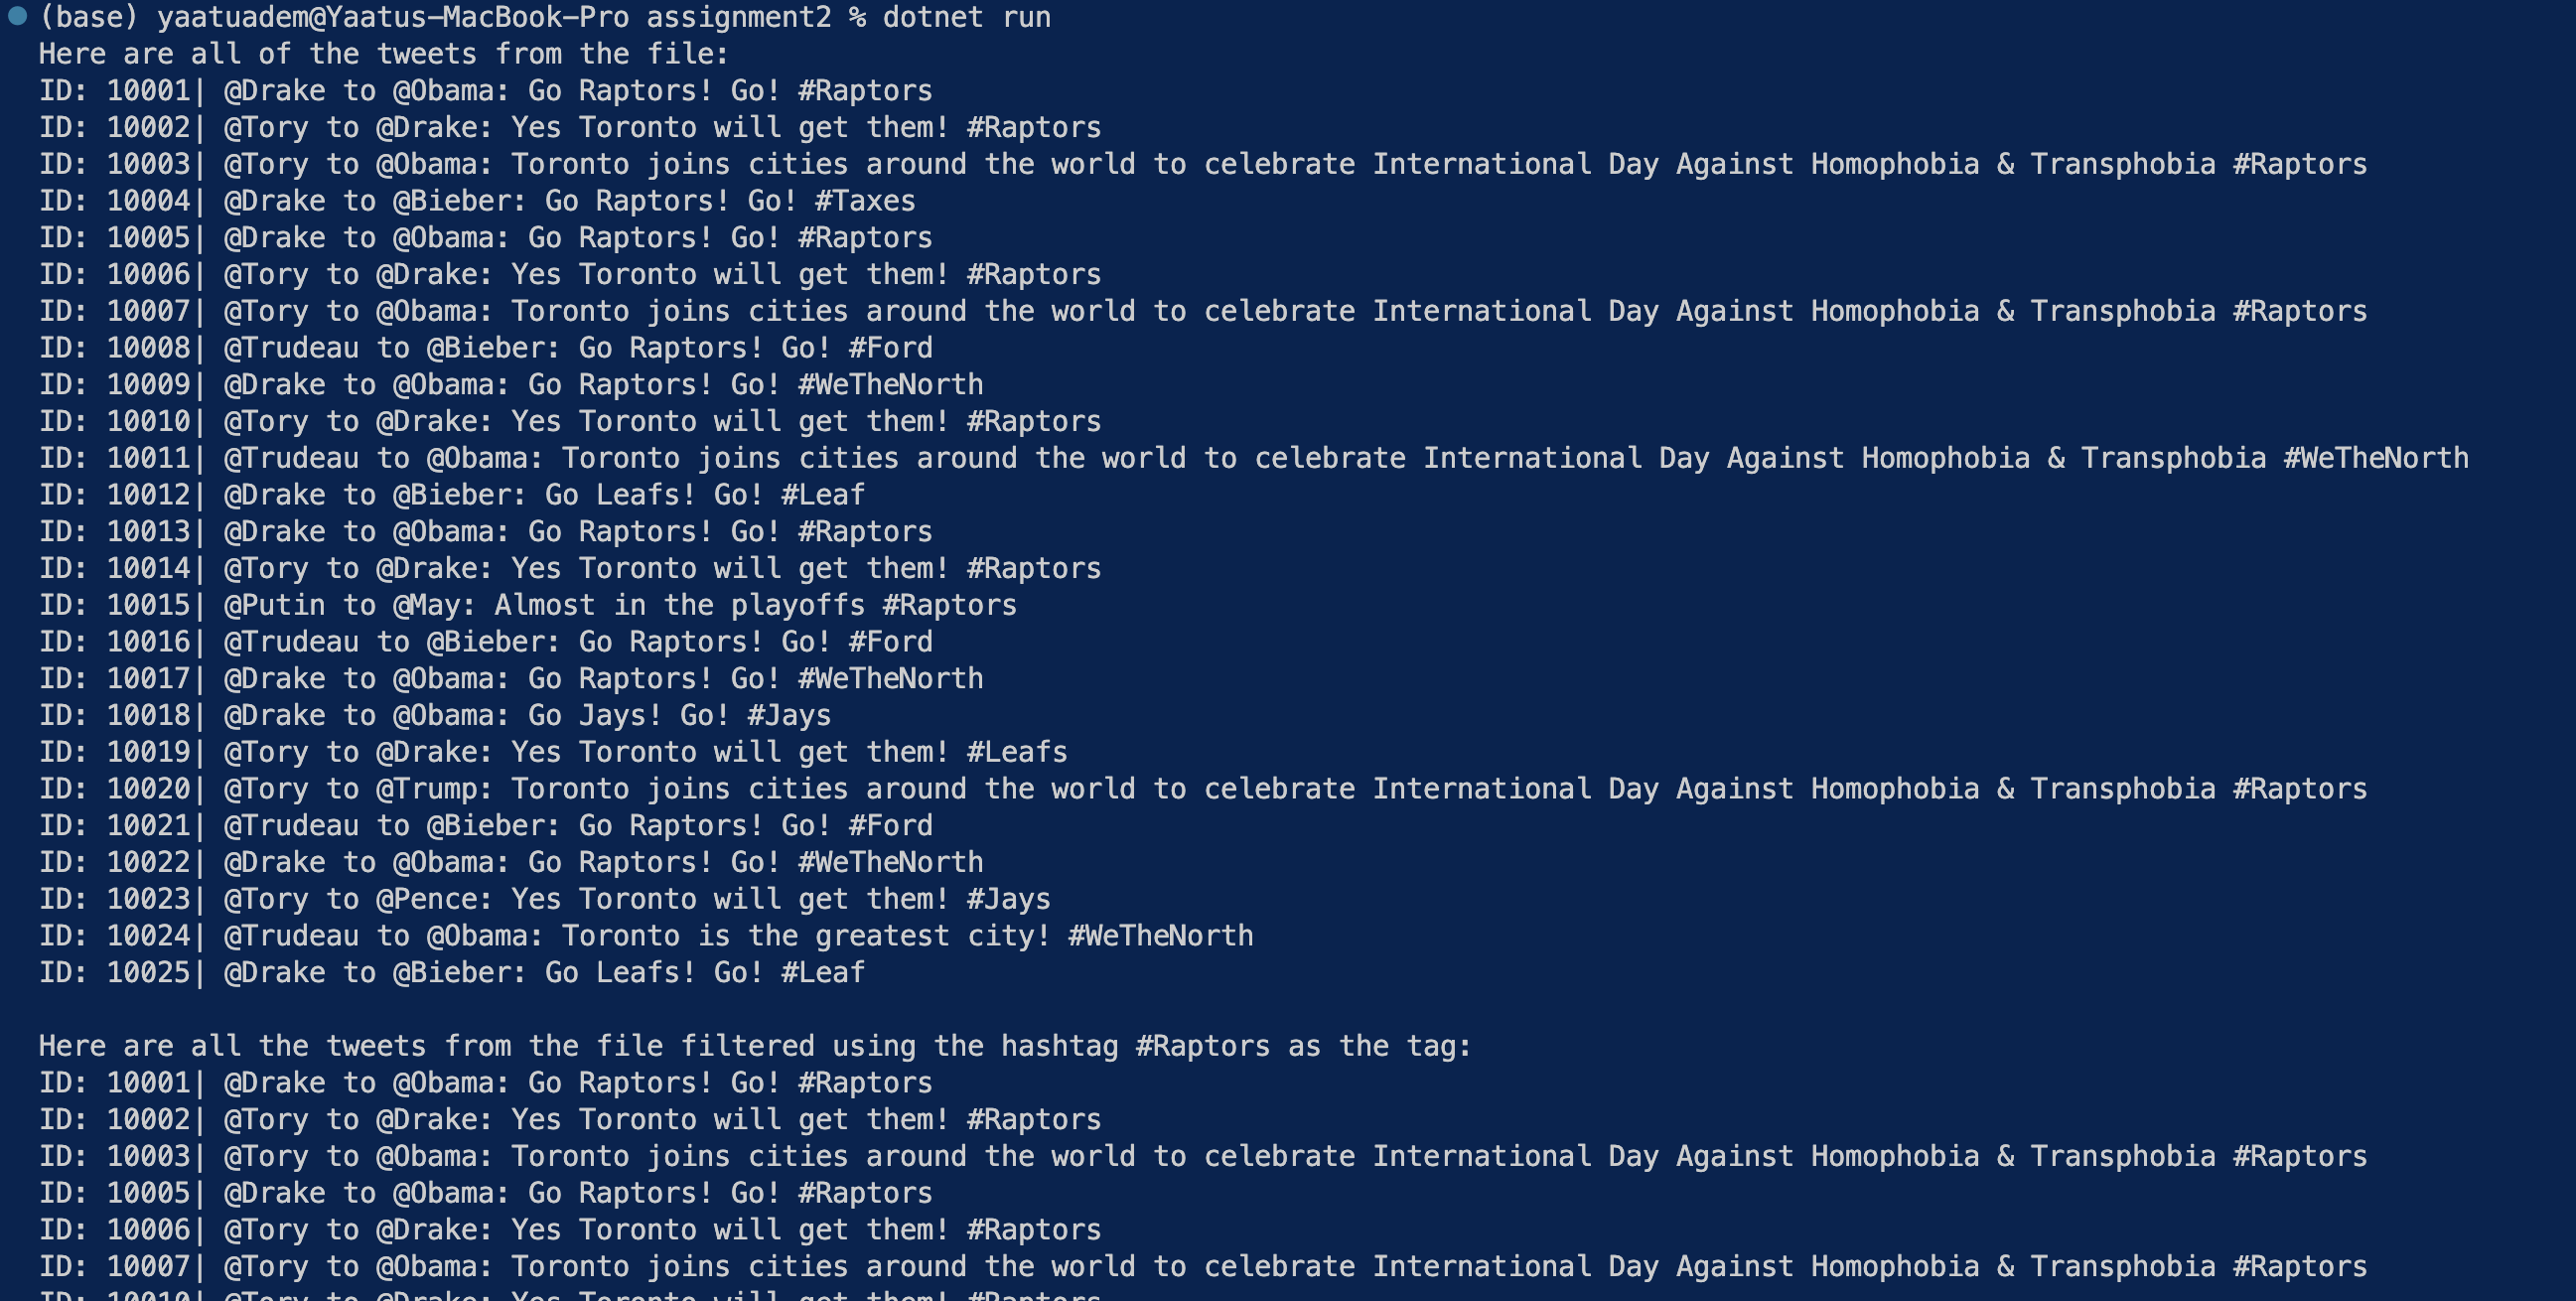 (base) yaatuadem@Yaatus-MacBook-Pro assignment2 % dotnet run
Here are all of the tweets from the file:
ID: 10001| @Drake to @Obama: Go Raptors! Go! #Raptors
ID: 10002| @Tory to @Drake: Yes Toronto will get them! #Raptors
ID: 10003| @Tory to @Obama: Toronto joins cities around the world to celebrate International Day Against Homophobia & Transphobia #Raptors
ID: 10004| @Drake to @Bieber: Go Raptors! Go! #Taxes
ID: 10005| @Drake to @Obama: Go Raptors! Go! #Raptors
ID: 10006| @Tory to @Drake: Yes Toronto will get them! #Raptors
ID: 10007| @Tory to @Obama: Toronto joins cities around the world to celebrate International Day Against Homophobia & Transphobia #Raptors
ID: 10008| @Trudeau to @Bieber: Go Raptors! Go! #Ford
ID: 10009| @Drake to @Obama: Go Raptors! Go! #WeTheNorth
ID: 10010| @Tory to @Drake: Yes Toronto will get them! #Raptors
ID: 10011| @Trudeau to @Obama: Toronto joins cities around the world to celebrate International Day Against Homophobia & Transphobia #WeTheNorth
ID: 10012| @Drake to @Bieber: Go Leafs! Go! #Leaf
ID: 10013| @Drake to @Obama: Go Raptors! Go! #Raptors
ID: 10014| @Tory to @Drake: Yes Toronto will get them! #Raptors
ID: 10015| @Putin to @May: Almost in the playoffs #Raptors
ID: 10016| @Trudeau to @Bieber: Go Raptors! Go! #Ford
ID: 10017| @Drake to @Obama: Go Raptors! Go! #WeTheNorth
ID: 10018| @Drake to @Obama: Go Jays! Go! #Jays
ID: 10019| @Tory to @Drake: Yes Toronto will get them! #Leafs
ID: 10020| @Tory to @Trump: Toronto joins cities around the world to celebrate International Day Against Homophobia & Transphobia #Raptors
ID: 10021| @Trudeau to @Bieber: Go Raptors! Go! #Ford
ID: 10022| @Drake to @Obama: Go Raptors! Go! #WeTheNorth
ID: 10023| @Tory to @Pence: Yes Toronto will get them! #Jays
ID: 10024| @Trudeau to @Obama: Toronto is the greatest city! #WeTheNorth
ID: 10025| @Drake to @Bieber: Go Leafs! Go! #Leaf
Here are all the tweets from the file filtered using the hashtag #Raptors as the tag:
ID: 10001| @Drake to @Obama: Go Raptors! Go! #Raptors
ID: 10002| @Tory to @Drake: Yes Toronto will get them! #Raptors
ID: 10003| @Tory to @Obama: Toronto joins cities around the world to celebrate International Day Against Homophobia & Transphobia #Raptors
ID: 10005| @Drake to @Obama: Go Raptors! Go! #Raptors
ID: 10006| @Tory to @Drake: Yes Toronto will get them! #Raptors
ID: 10007| @Tory to @Obama: Toronto joins cities around the world to celebrate International Day Against Homophobia & Transphobia #Raptors
ID: 10010| @Tory to @Drake: Yes Toronto will get them! #Raptors